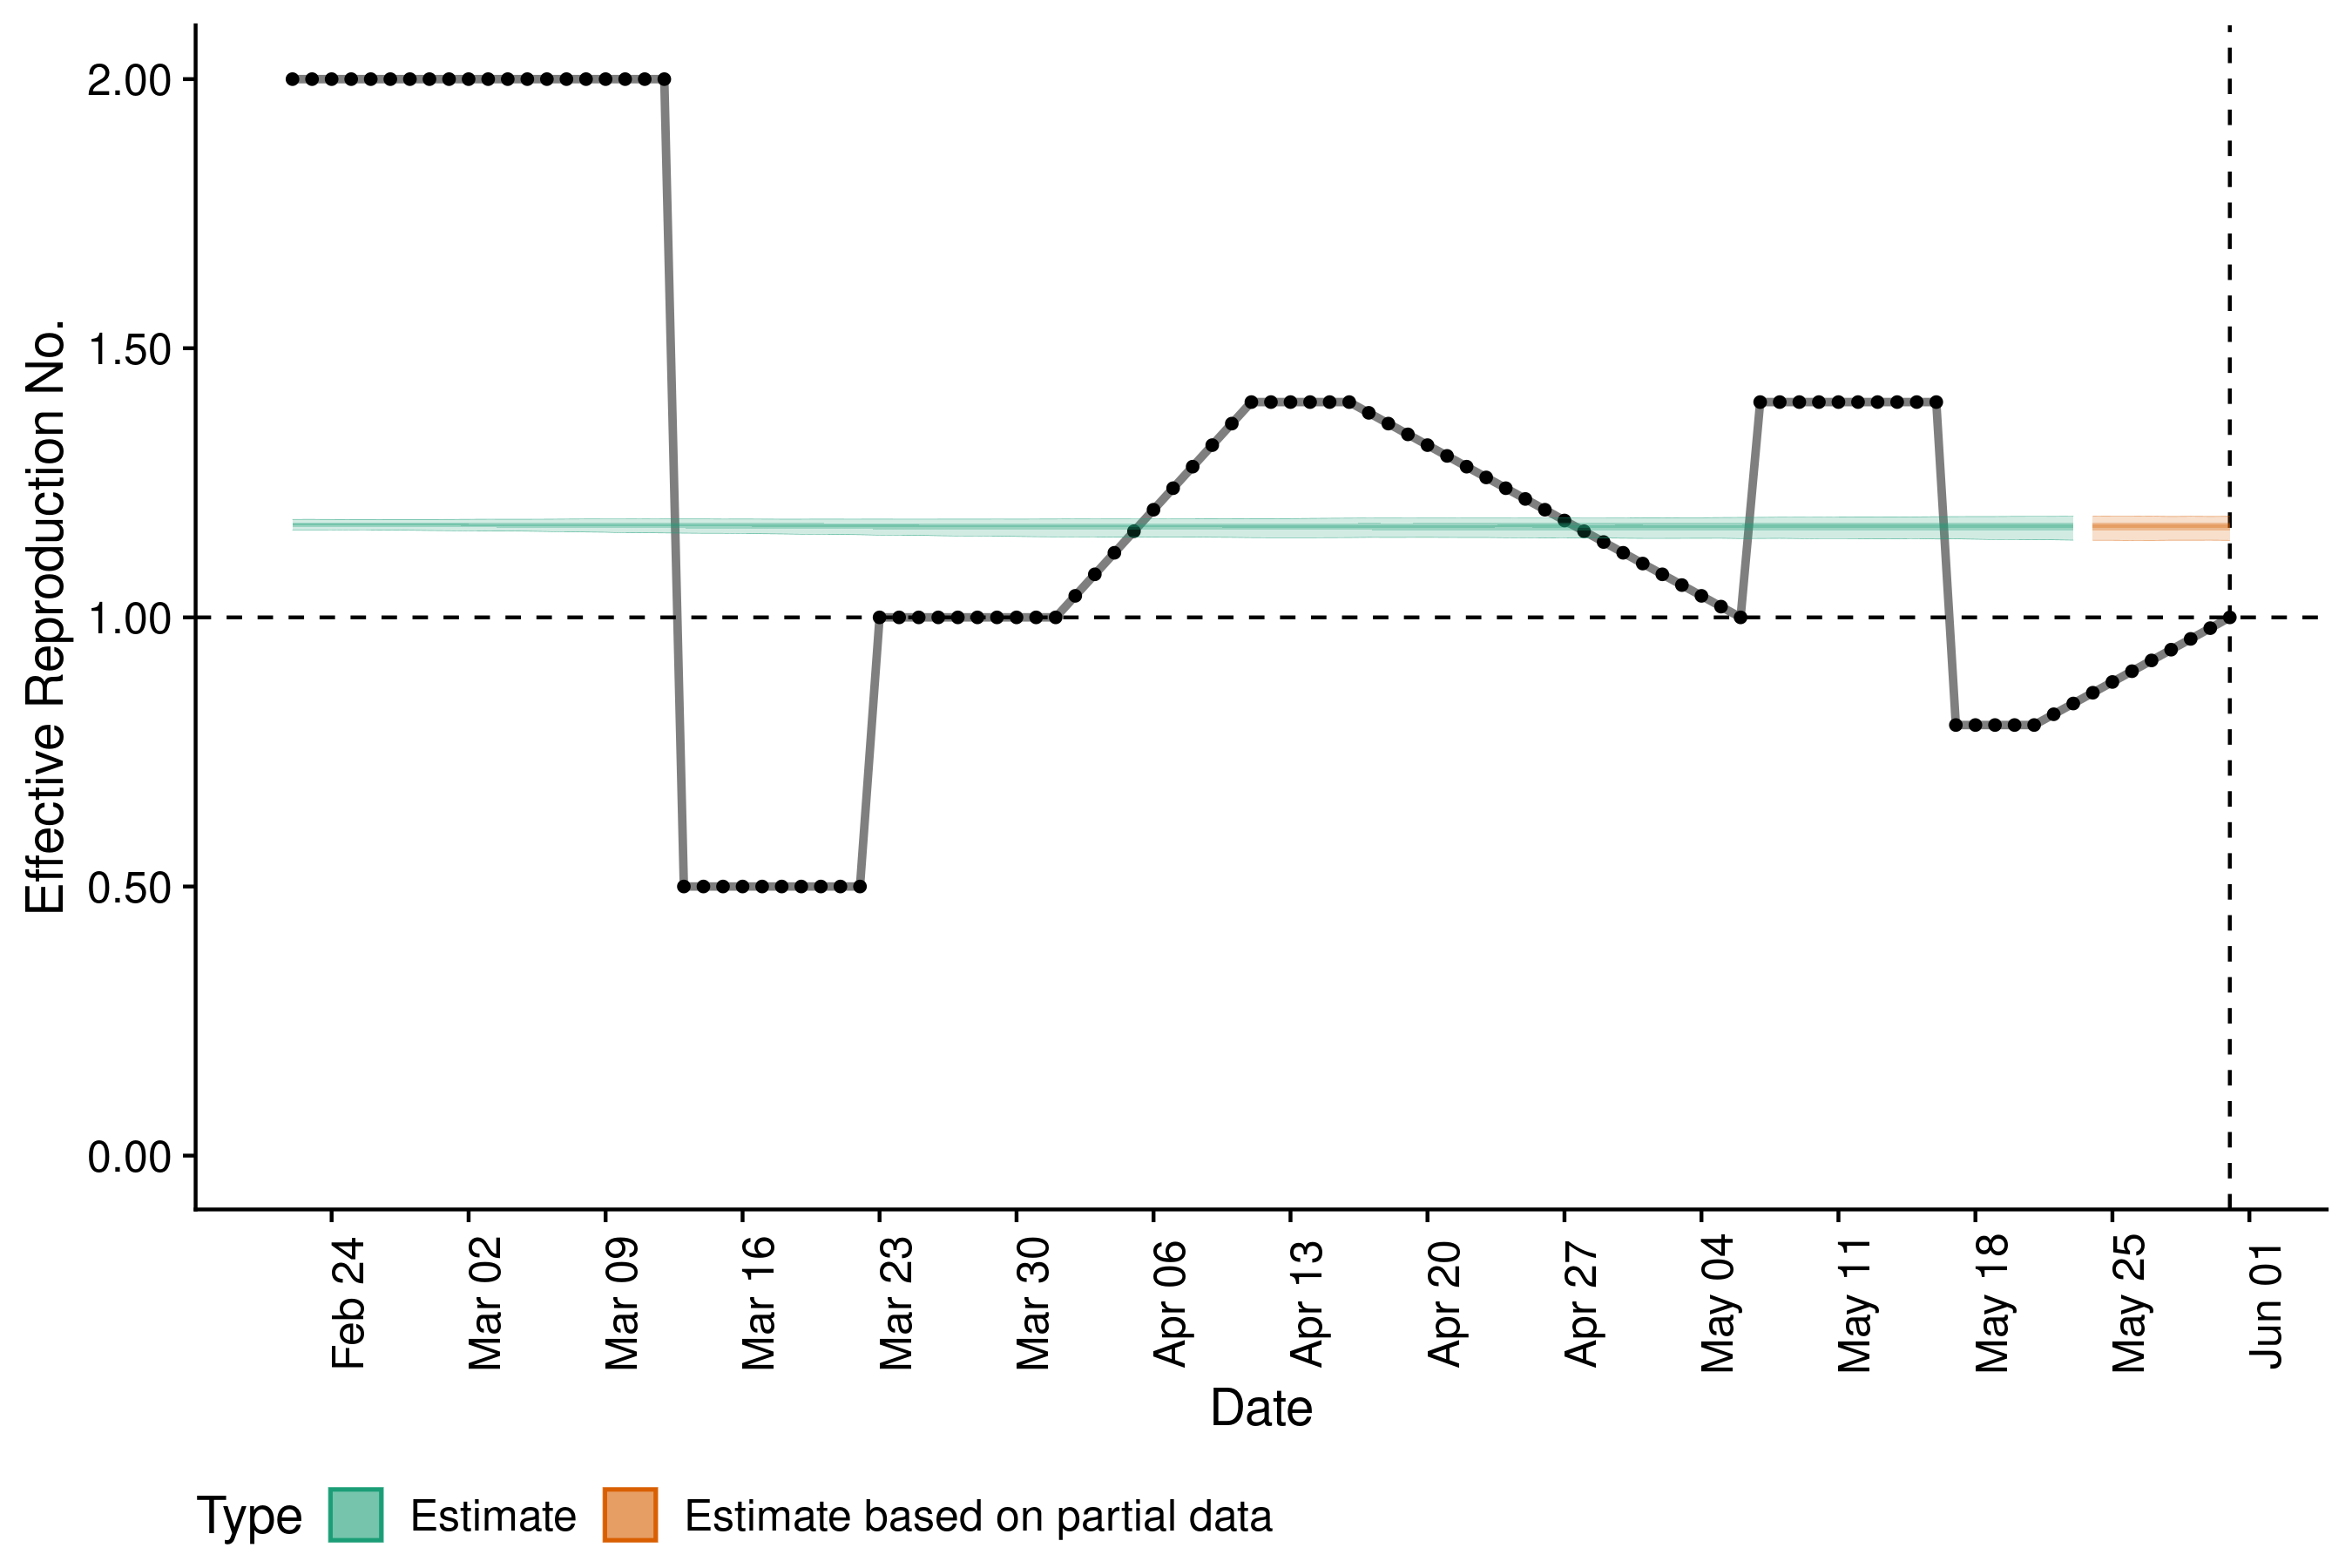 Effective Reproduction No.
2.00
1.50
1.00
0.50
0.00
Feb 24
Mar 02
Mar 09
Mar 16
Mar 23
Mar 30
Apr 06
Apr 13
Apr 20
Apr 27
May 04
May 11
May 18
May 25
Jun 01
Date
Type Estimate Estimate based on partial data